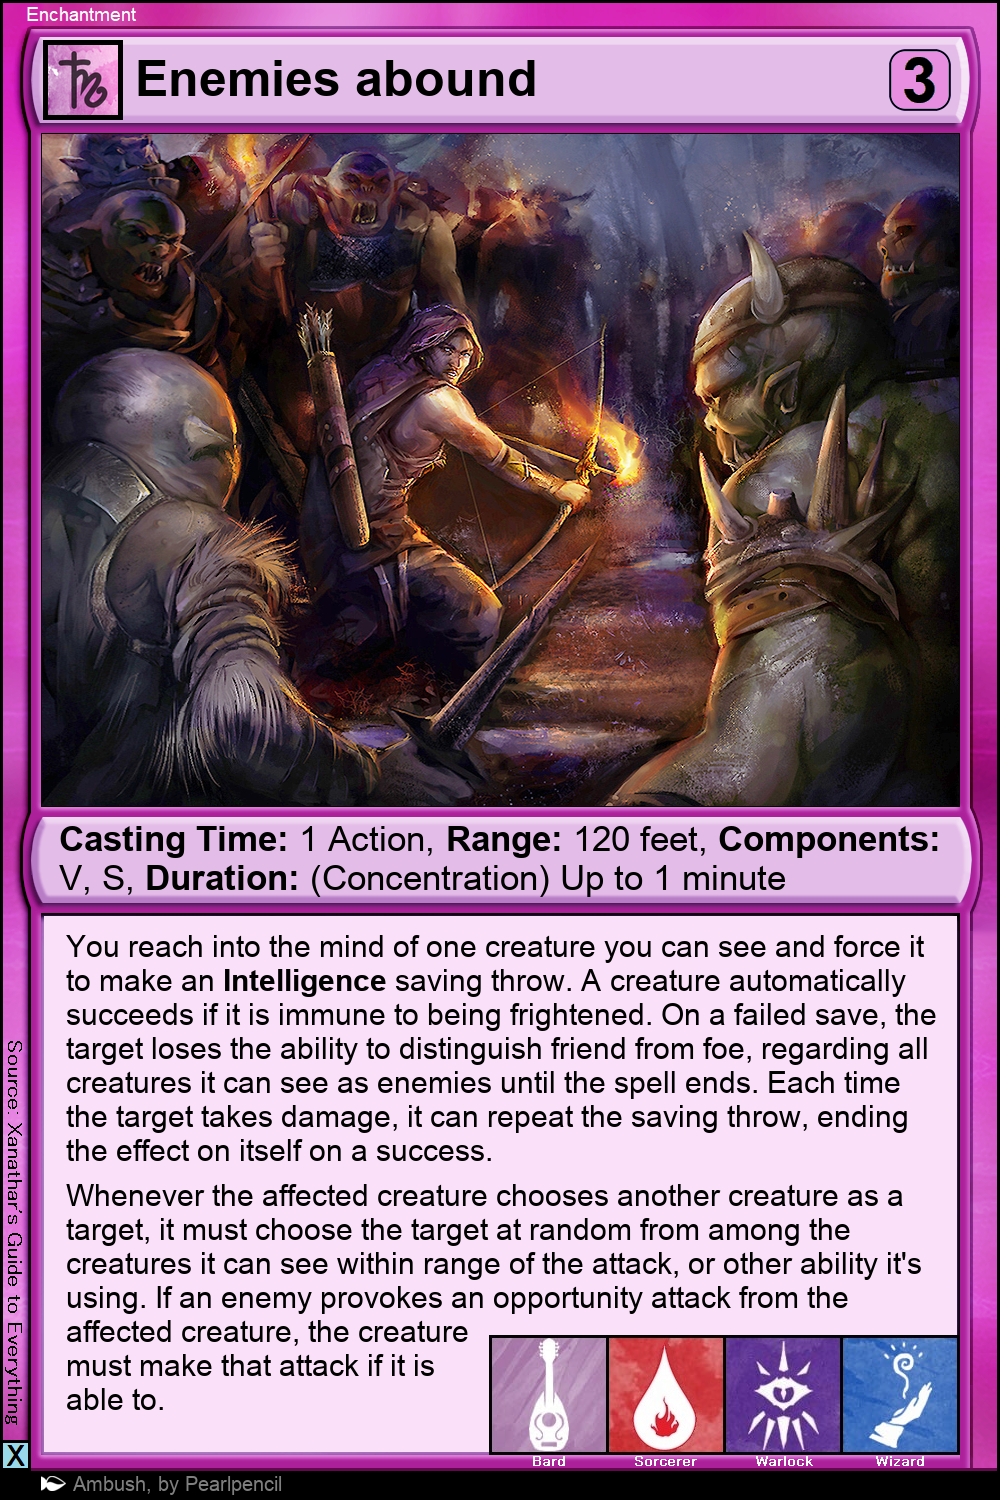 Enchantment
Enemies abound
3
Casting Time: 1 Action, Range: 120 feet, Components:
V, S, Duration: (Concentration) Up to 1 minute
You reach into the mind of one creature you can see and force it
to make an Intelligence saving throw. A creature automatically
succeeds if it is immune to being frightened. On a failed save, the
target loses the ability to distinguish friend from foe, regarding all
creatures it can see as enemies until the spell ends. Each time
the target takes damage, it can repeat the saving throw, ending
the effect on itself on a success.
Whenever the affected creature chooses another creature as a
target, it must choose the target at random from among the
creatures it can see within range of the attack, or other ability it's
using. If an enemy provokes an opportunity attack from the
affected creature, the creature
must make that attack if it is
able to.
Bard
Sorcerer
Warlock
Wizard
Source: Xanathar's Guide to Everything
X
Ambush, by Pearlpencil